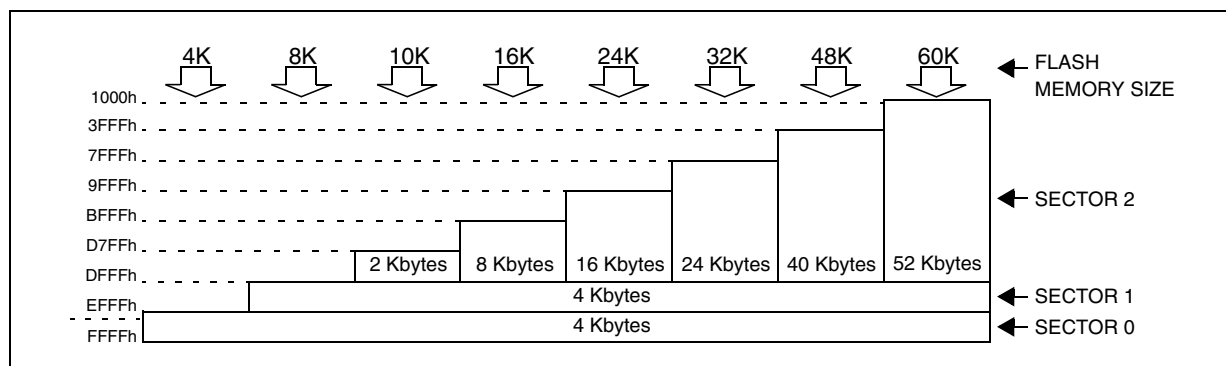 4K 8K 10K 16K 24K 32K 48K 60K
FLASH
MEMORY SIZE
1000h
3FFFh
7FFFh
9FFFh
SECTOR 2
BFFFh
D7FFh
2 Kbytes 8 Kbytes 16 Kbytes 24 Kbytes 40 Kbytes 52 Kbytes
DFFFh
4 Kbytes
SECTOR 1
EFFFh
4 Kbytes
SECTOR 0
FFFFh